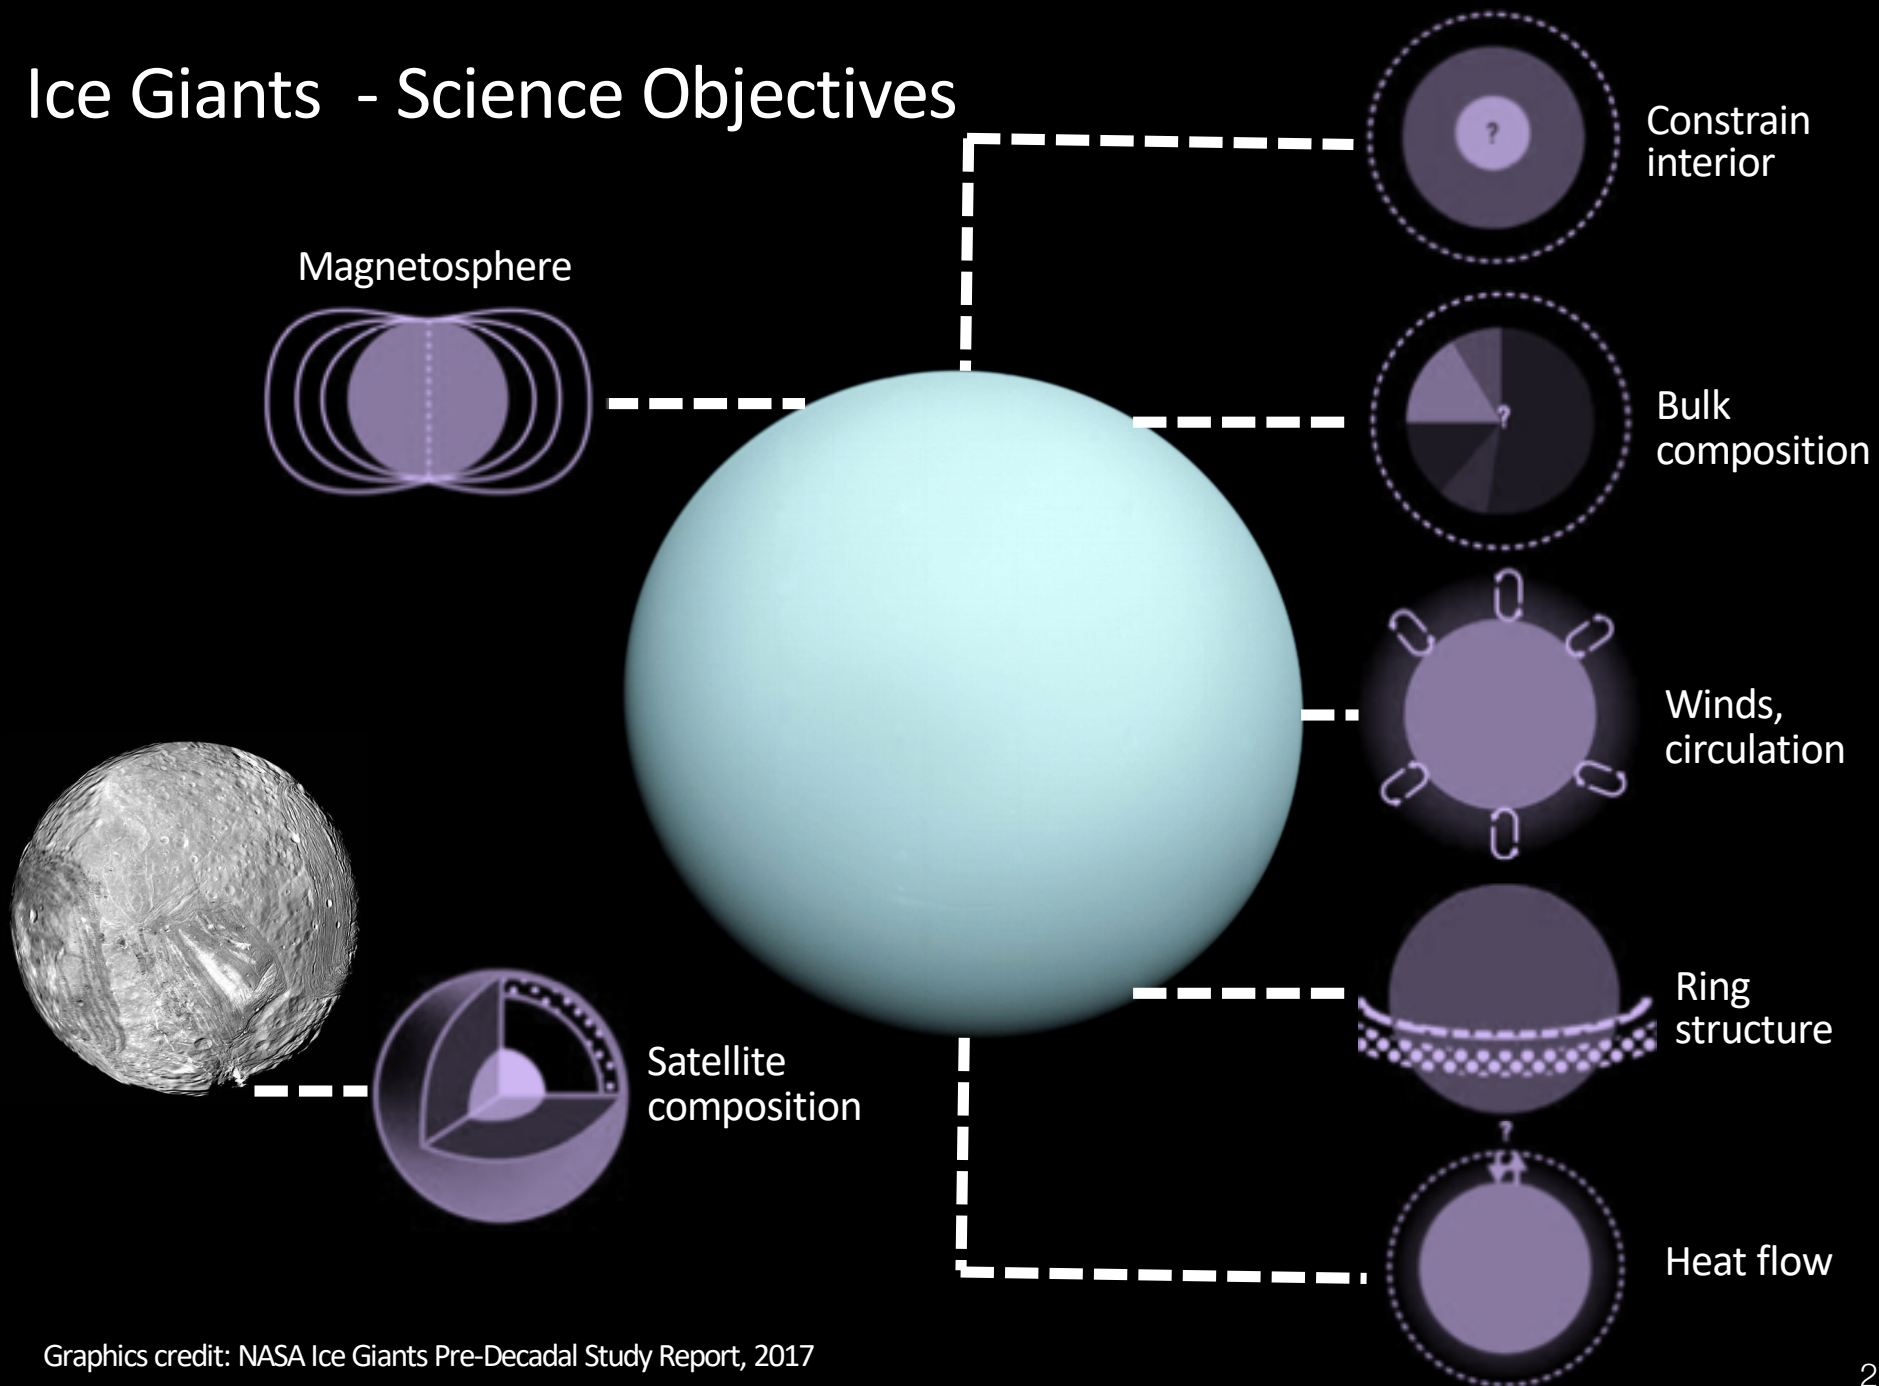 Ice Giants  - Science Objectives
Constrain
interior
?
Magnetosphere
Bulk
composition
?
Winds,
circulation
Ring
structure
Satellite
composition
?
Heat flow
Graphics credit: NASA Ice Giants Pre-Decadal Study Report, 2017
2